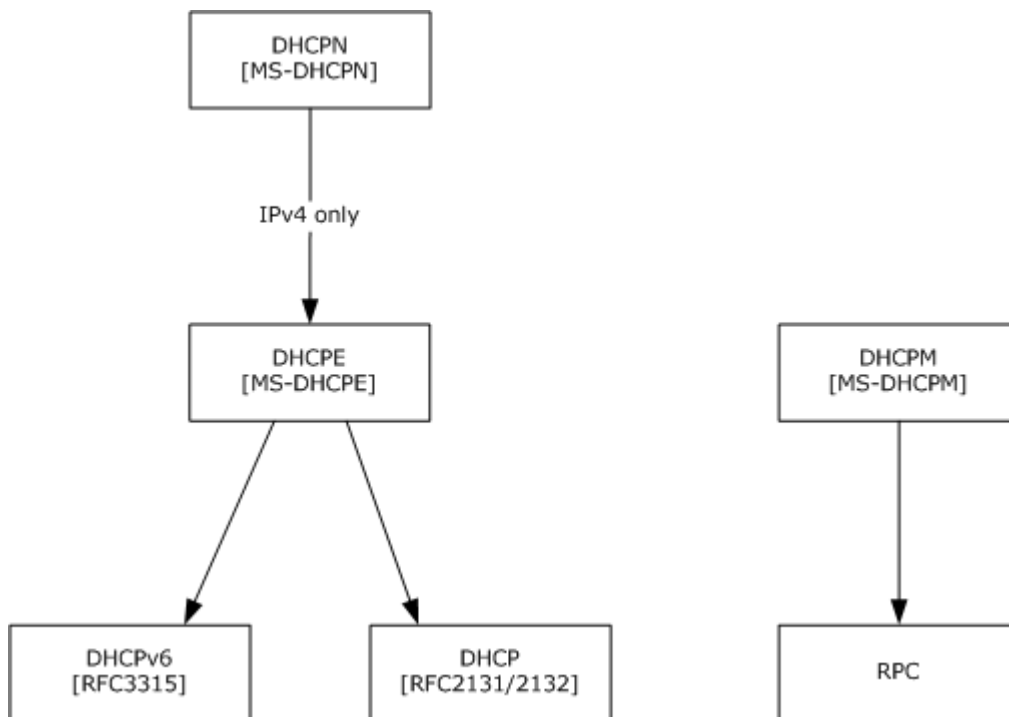 DHCPN
[MS-DHCPN]
IPv4 only
DHCPE
[MS-DHCPE]
DHCPM
[MS-DHCPM]
DHCPv6
[RFC3315]
DHCP
[RFC2131/2132]
RPC